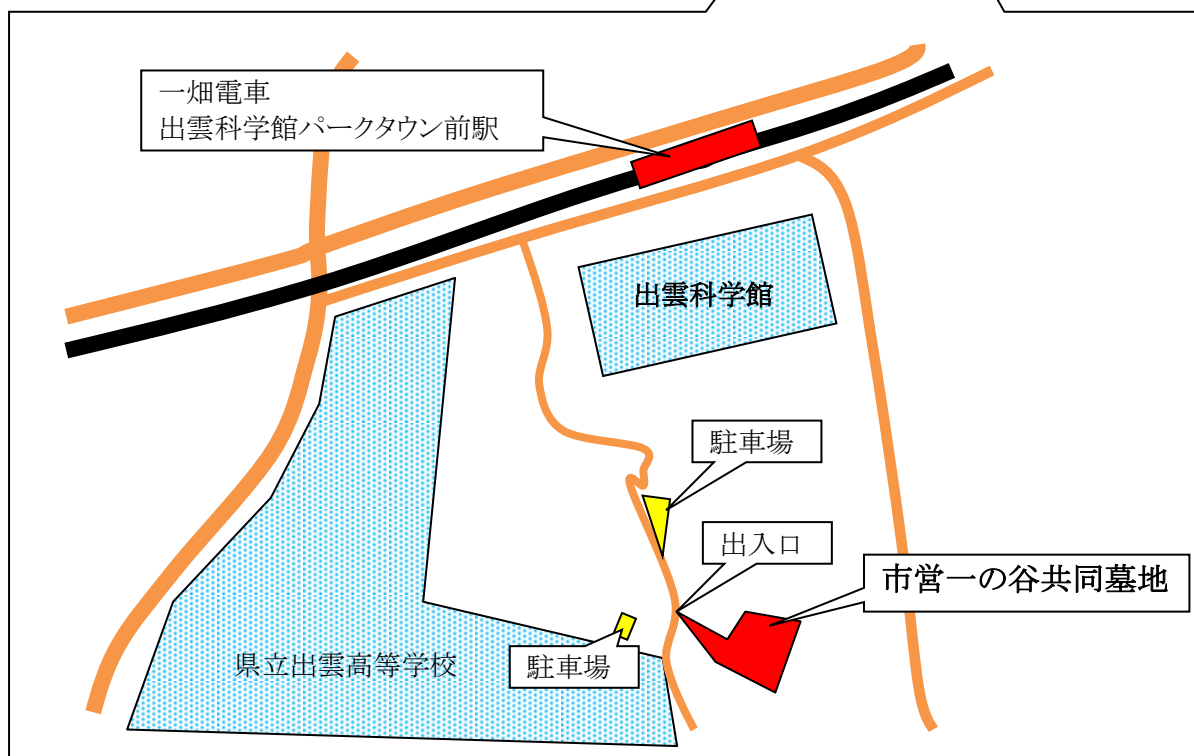 一畑電車
出雲科学館パークタウン前駅
出雲科学館
駐車場
出入口
市営一の谷共同墓地
県立出雲高等学校
駐車場